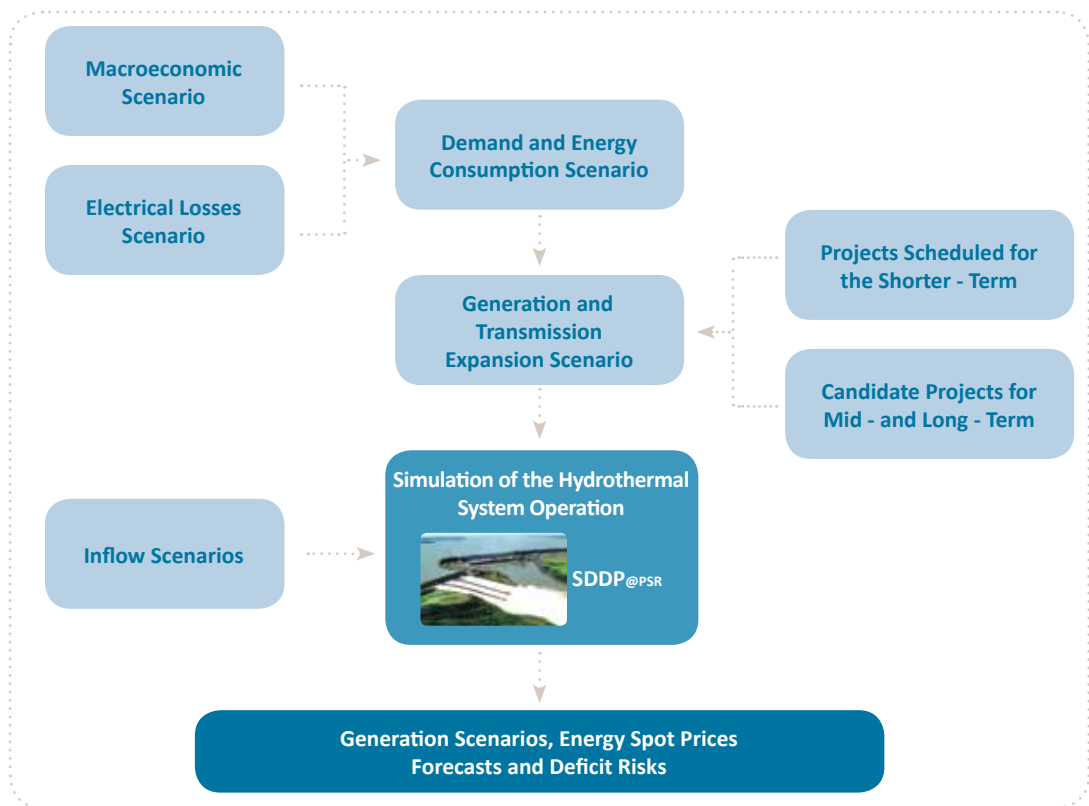 Macroeconomic
Scenario
Electrical Losses
Scenario
Demand and Energy
Consumption Scenario
Projects Scheduled for
the Shorter - Term
Generation and
Transmission
Expansion Scenario
Candidate Projects for
Mid - and Long - Term
Inflow Scenarios
Simulation of the Hydrothermal
System Operation
SDDP@PSR
Generation Scenarios, Energy Spot Prices
Forecasts and Deficit Risks